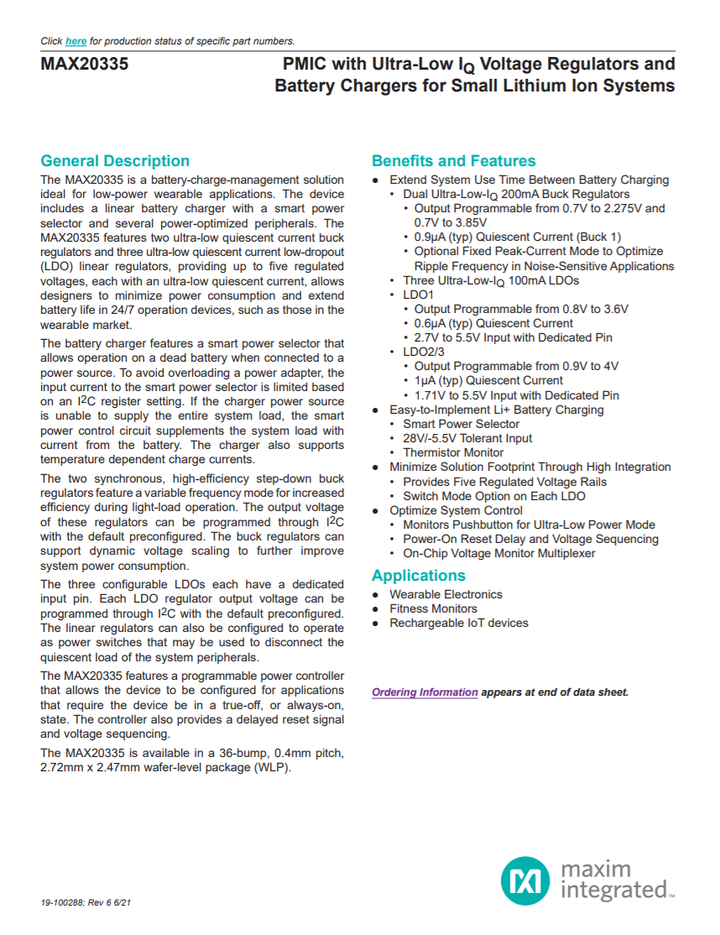 Click here for production status of specific part numbers.
MAX20335
PMIC with Ultra-Low IQ Voltage Regulators and
Battery Chargers for Small Lithium Ion Systems
General Description
The MAX20335 is a battery-charge-management solution
ideal for low-power wearable applications. The device
includes a linear battery charger with a smart power
selector and several power-optimized peripherals. The
MAX20335 features two ultra-low quiescent current buck
regulators and three ultra-low quiescent current low-dropout
(LDO) linear regulators, providing up to five regulated
voltages, each with an ultra-low quiescent current, allows
designers to minimize power consumption and extend
battery life in 24/7 operation devices, such as those in the
wearable market.
The battery charger features a smart power selector that
allows operation on a dead battery when connected to a
power source. To avoid overloading a power adapter, the
input current to the smart power selector is limited based
on an I2C register setting. If the charger power source
is unable to supply the entire system load, the smart
power control circuit supplements the system load with
current from the battery. The charger also supports
temperature dependent charge currents.
The two synchronous, high-efficiency step-down buck
regulators feature a variable frequency mode for increased
efficiency during light-load operation. The output voltage
of these regulators can be programmed through I2C
with the default preconfigured. The buck regulators can
support dynamic voltage scaling to further improve
system power consumption.
The three configurable LDOs each have a dedicated
input pin. Each LDO regulator output voltage can be
programmed through I2C with the default preconfigured.
The linear regulators can also be configured to operate
as power switches that may be used to disconnect the
quiescent load of the system peripherals.
The MAX20335 features a programmable power controller
that allows the device to be configured for applications
that require the device be in a true-off, or always-on,
state. The controller also provides a delayed reset signal
and voltage sequencing.
The MAX20335 is available in a 36-bump, 0.4mm pitch,
2.72mm x 2.47mm wafer-level package (WLP).
Benefits and Features
● Extend System Use Time Between Battery Charging
• Dual Ultra-Low-IQ 200mA Buck Regulators
• Output Programmable from 0.7V to 2.275V and
0.7V to 3.85V
• 0.9μA (typ) Quiescent Current (Buck 1)
• Optional Fixed Peak-Current Mode to Optimize
Ripple Frequency in Noise-Sensitive Applications
• Three Ultra-Low-IQ 100mA LDOs
• LDO1
• Output Programmable from 0.8V to 3.6V
• 0.6μA (typ) Quiescent Current
• 2.7V to 5.5V Input with Dedicated Pin
• LDO2/3
• Output Programmable from 0.9V to 4V
• 1μA (typ) Quiescent Current
• 1.71V to 5.5V Input with Dedicated Pin
● Easy-to-Implement Li+ Battery Charging
• Smart Power Selector
• 28V/-5.5V Tolerant Input
• Thermistor Monitor
● Minimize Solution Footprint Through High Integration
• Provides Five Regulated Voltage Rails
• Switch Mode Option on Each LDO
● Optimize System Control
• Monitors Pushbutton for Ultra-Low Power Mode
• Power-On Reset Delay and Voltage Sequencing
• On-Chip Voltage Monitor Multiplexer
Applications
● Wearable Electronics
● Fitness Monitors
● Rechargeable IoT devices
Ordering Information appears at end of data sheet.
19-100288; Rev 6 6/21
maxim
integrated™